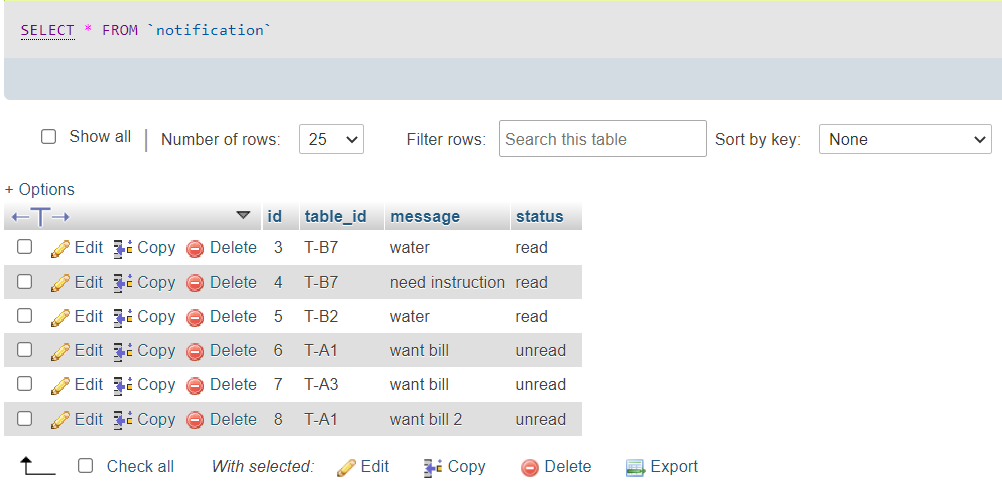 SELECT * FROM `notification`
Show all Number of rows: 25 Filter rows: Search this table Sort by key: None
+ Options
id table_id message status
Edit Copy Delete 3 T-B7 water read
Edit Copy Delete 4 T-B7 need instruction read
Edit Copy Delete 5 T-B2 water read
Edit Copy Delete 6 T-A1 want bill unread
Edit Copy Delete 7 T-A3 want bill unread
Edit Copy Delete 8 T-A1 want bill 2 unread
Check all With selected: Edit Copy Delete Export